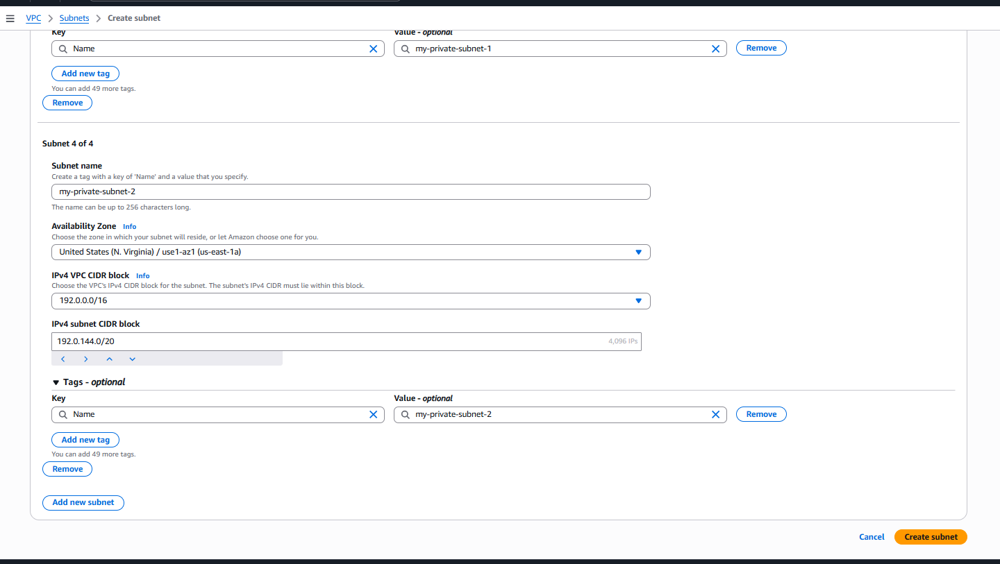 VPC > Subnets > Create subnet
Key Value - optional
Name my-private-subnet-1 Remove
Add new tag
You can add 49 more tags.
Remove
Subnet 4 of 4
Subnet name
Create a tag with a key of 'Name' and a value that you specify.
my-private-subnet-2
The name can be up to 256 characters long.
Availability Zone Info
Choose the zone in which your subnet will reside, or let Amazon choose one for you.
United States (N. Virginia) / use1-az1 (us-east-1a)
IPv4 VPC CIDR block Info
Choose the VPC's IPv4 CIDR block for the subnet. The subnet's IPv4 CIDR must lie within this block.
192.0.0.0/16
IPv4 subnet CIDR block
192.0.144.0/20 4,096 IPs
Tags - optional
Key Value - optional
Name my-private-subnet-2 Remove
Add new tag
You can add 49 more tags.
Remove
Add new subnet
Cancel Create subnet